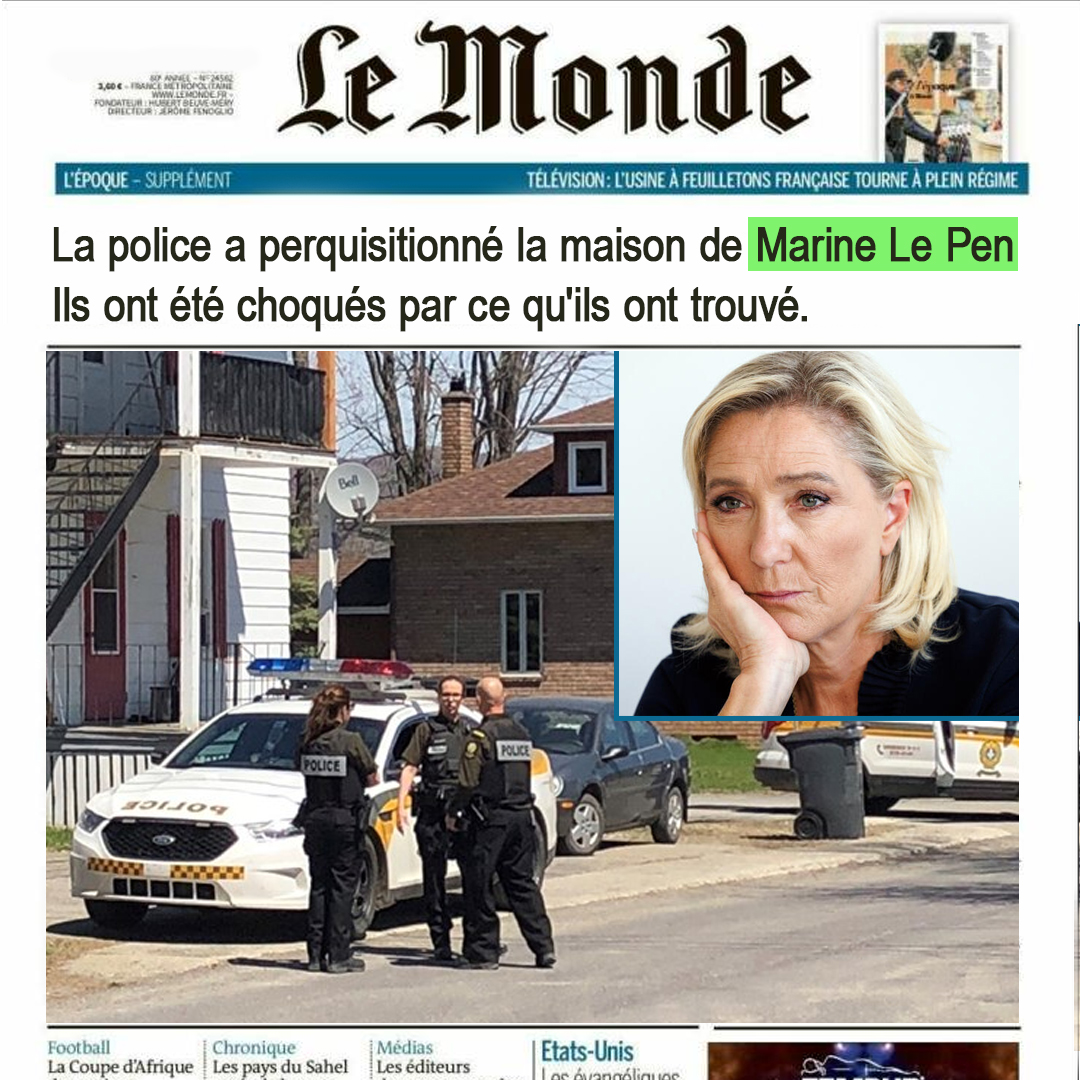 Le Monde
80E ANNÉE – Nº 24562
3,60 € – FRANCE MÉTROPOLITAINE
WWW.LEMONDE.FR –
FONDATEUR : HUBERT BEUVE-MÉRY
DIRECTEUR : JÉRÔME FENOGLIO
L'ÉPOQUE – SUPPLÉMENT
TÉLÉVISION : L'USINE À FEUILLETONS FRANÇAISE TOURNE À PLEIN RÉGIME
La police a perquisitionné la maison de Marine Le Pen
Ils ont été choqués par ce qu'ils ont trouvé.
Bell
POLICE
POLICE
POLICE
Football
La Coupe d'Afrique
Chronique
Les pays du Sahel
Médias
Les éditeurs
Etats-Unis
Les évangéliques